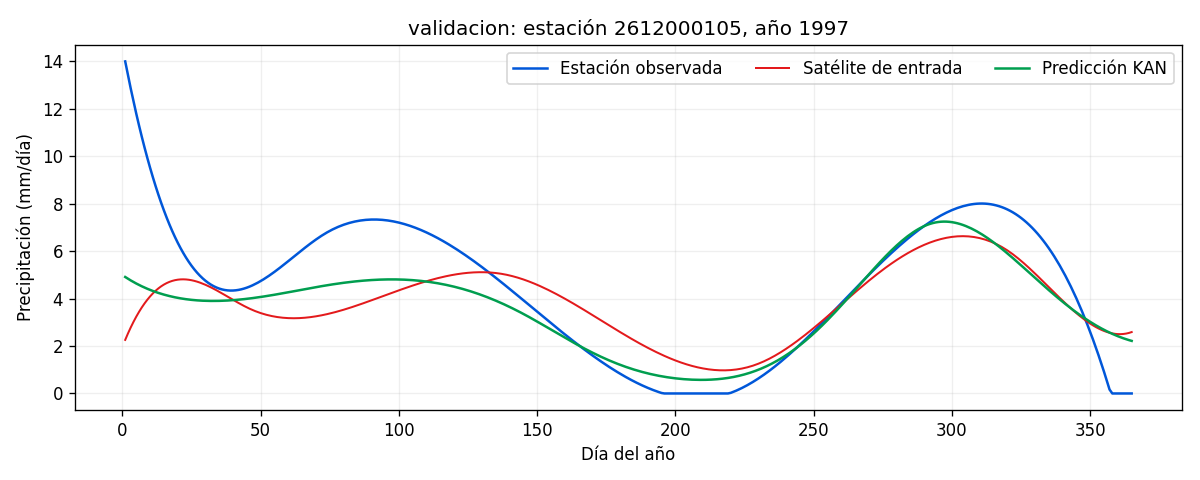 validacion: estación 2612000105, año 1997
Estación observada
Satélite de entrada
Predicción KAN
Precipitación (mm/día)
14
12
10
8
6
4
2
0
0 50 100 150 200 250 300 350
Día del año